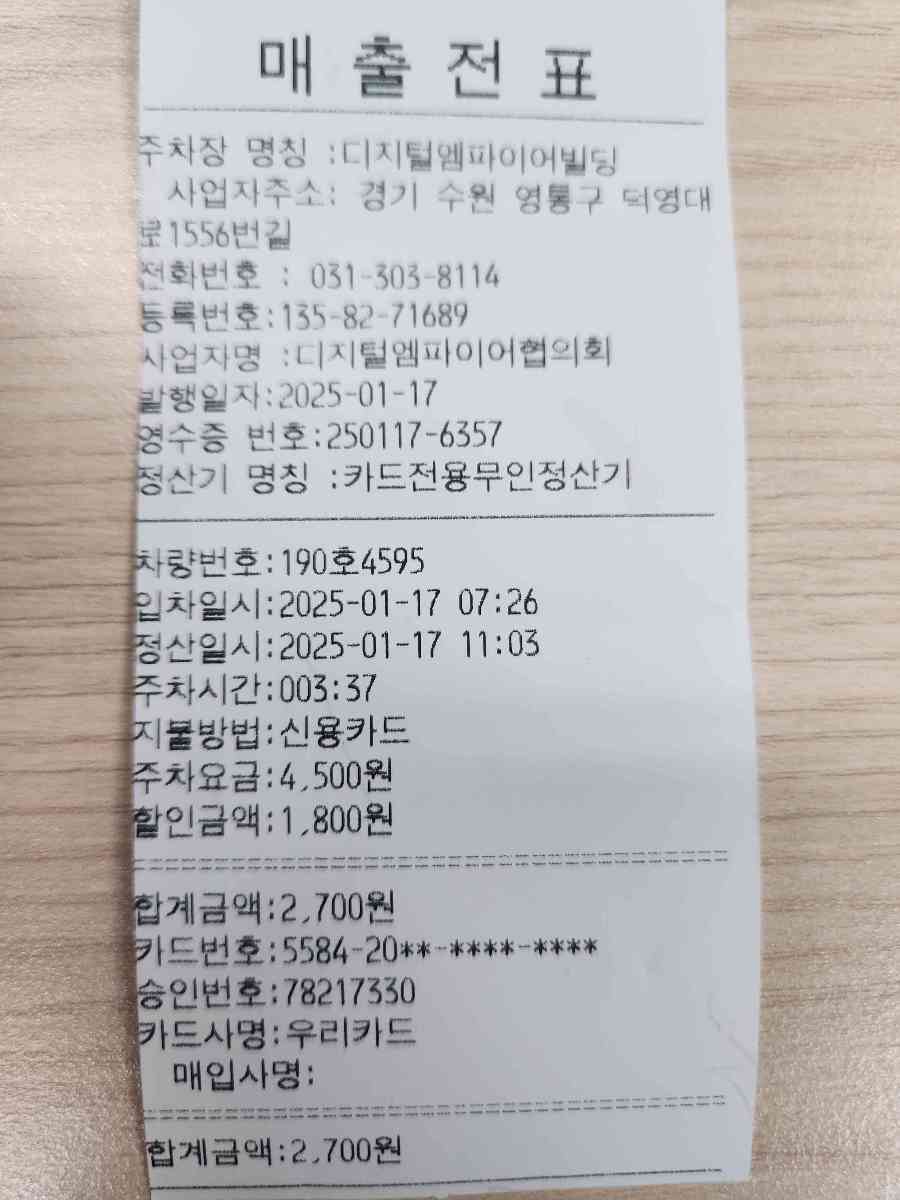 매 출 전 표
주차장 명칭 :디지털엠파이어빌딩
사업자주소: 경기 수원 영통구 덕영대
로1556번길
전화번호 : 031-303-8114
등록번호:135-82-71689
사업자명 :디지털엠파이어협의회
발행일자:2025-01-17
영수증 번호:250117-6357
정산기 명칭 :카드전용무인정산기
차량번호:190호4595
입차일시:2025-01-17 07:26
정산일시:2025-01-17 11:03
주차시간:003:37
지불방법:신용카드
주차요금:4,500원
할인금액:1,800원
합계금액:2,700원
카드번호:5584-20**-****-****
승인번호:78217330
카드사명:우리카드
매입사명:
합계금액:2,700원